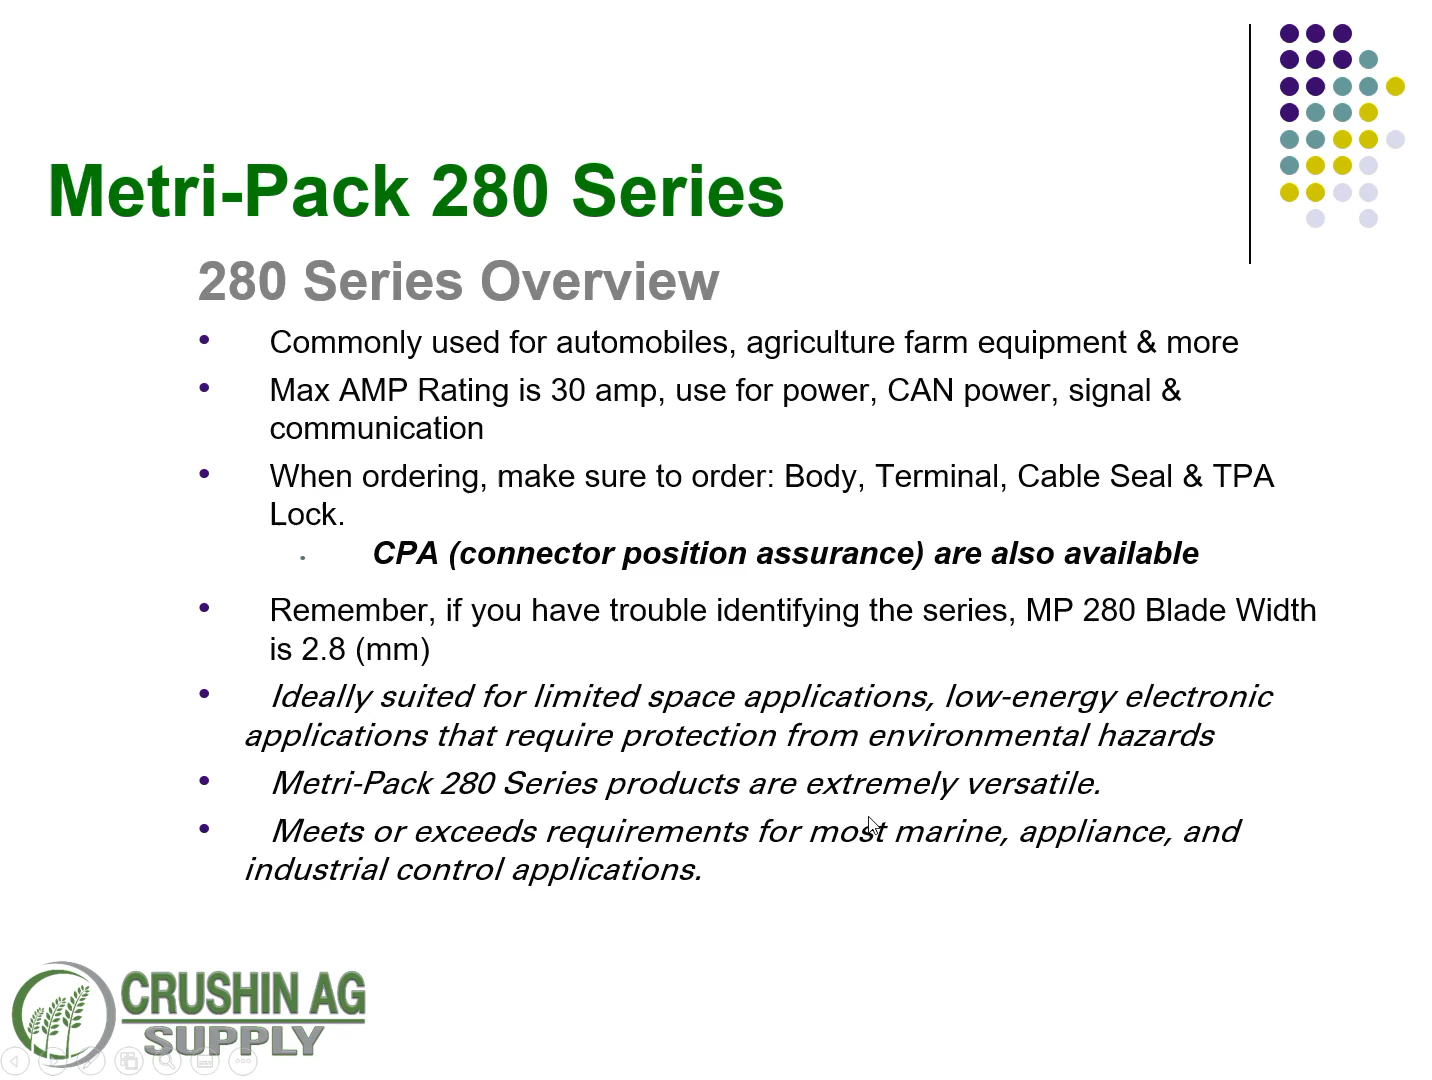 Metri-Pack 280 Series
280 Series Overview
• Commonly used for automobiles, agriculture farm equipment & more
• Max AMP Rating is 30 amp, use for power, CAN power, signal &
communication
• When ordering, make sure to order: Body, Terminal, Cable Seal & TPA
Lock.
• CPA (connector position assurance) are also available
• Remember, if you have trouble identifying the series, MP 280 Blade Width
is 2.8 (mm)
• Ideally suited for limited space applications, low-energy electronic
applications that require protection from environmental hazards
• Metri-Pack 280 Series products are extremely versatile.
• Meets or exceeds requirements for most marine, appliance, and
industrial control applications.
CRUSHIN AG
SUPPLY